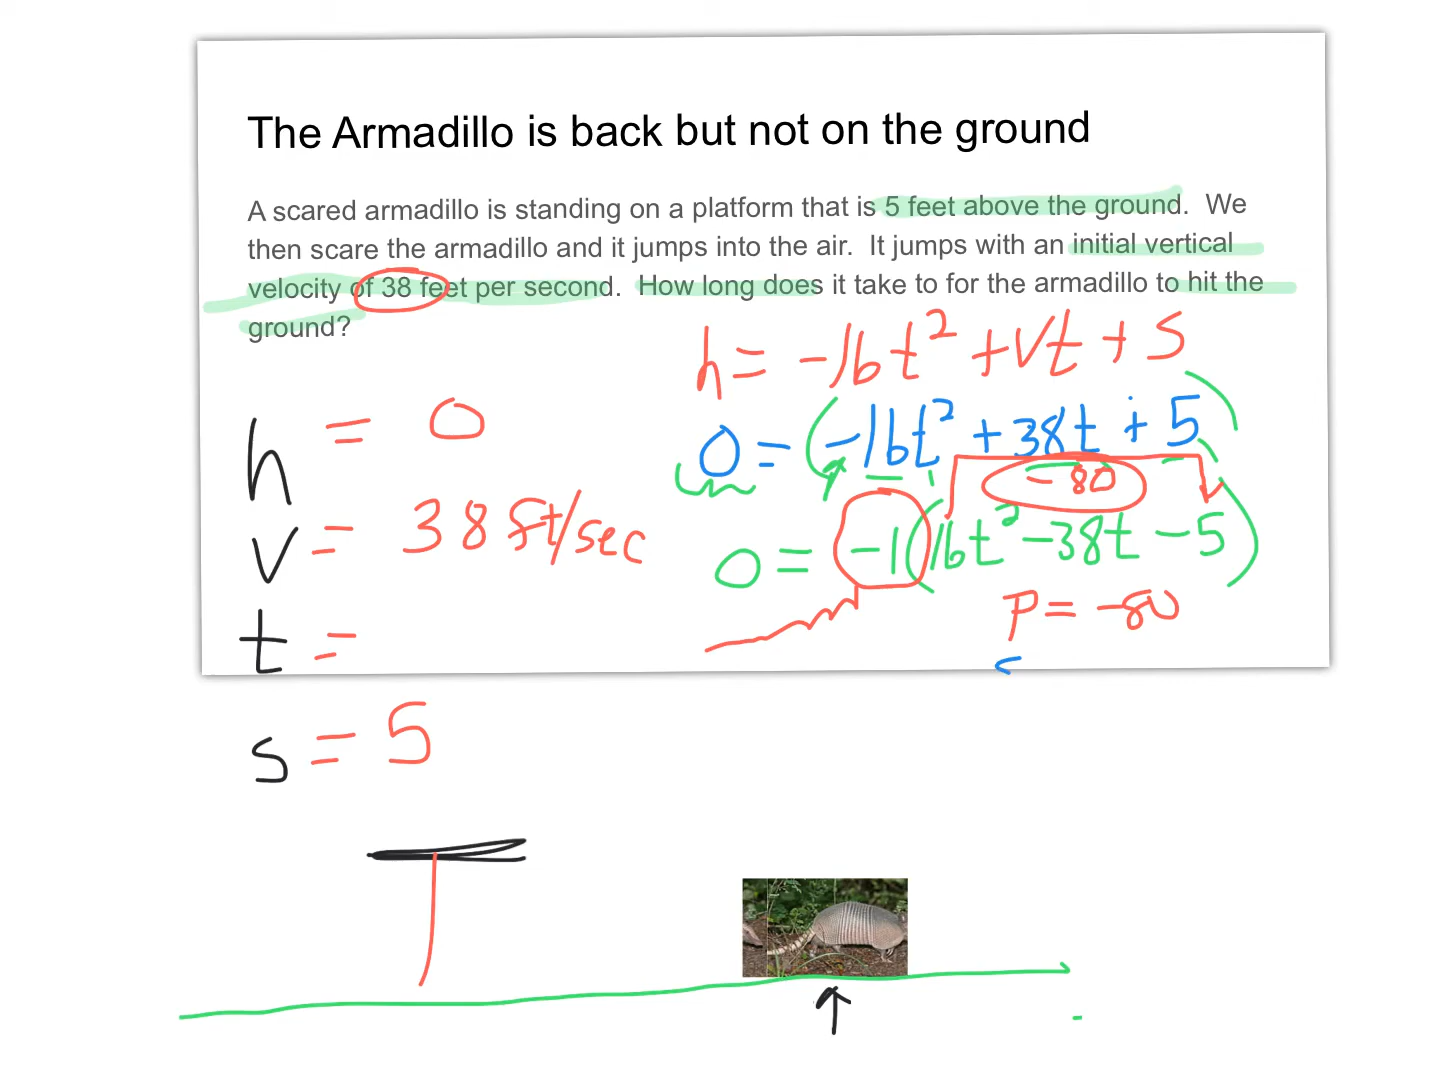 The Armadillo is back but not on the ground
A scared armadillo is standing on a platform that is 5 feet above the ground. We
then scare the armadillo and it jumps into the air. It jumps with an initial vertical
velocity of 38 feet per second. How long does it take to for the armadillo to hit the
ground?
h = -16t² + vt + s
h = 0
0 = (-16t² + 38t + 5)
-80
v = 38 ft/sec
0 = -1(16t² - 38t - 5)
P = -80
t =
s = 5